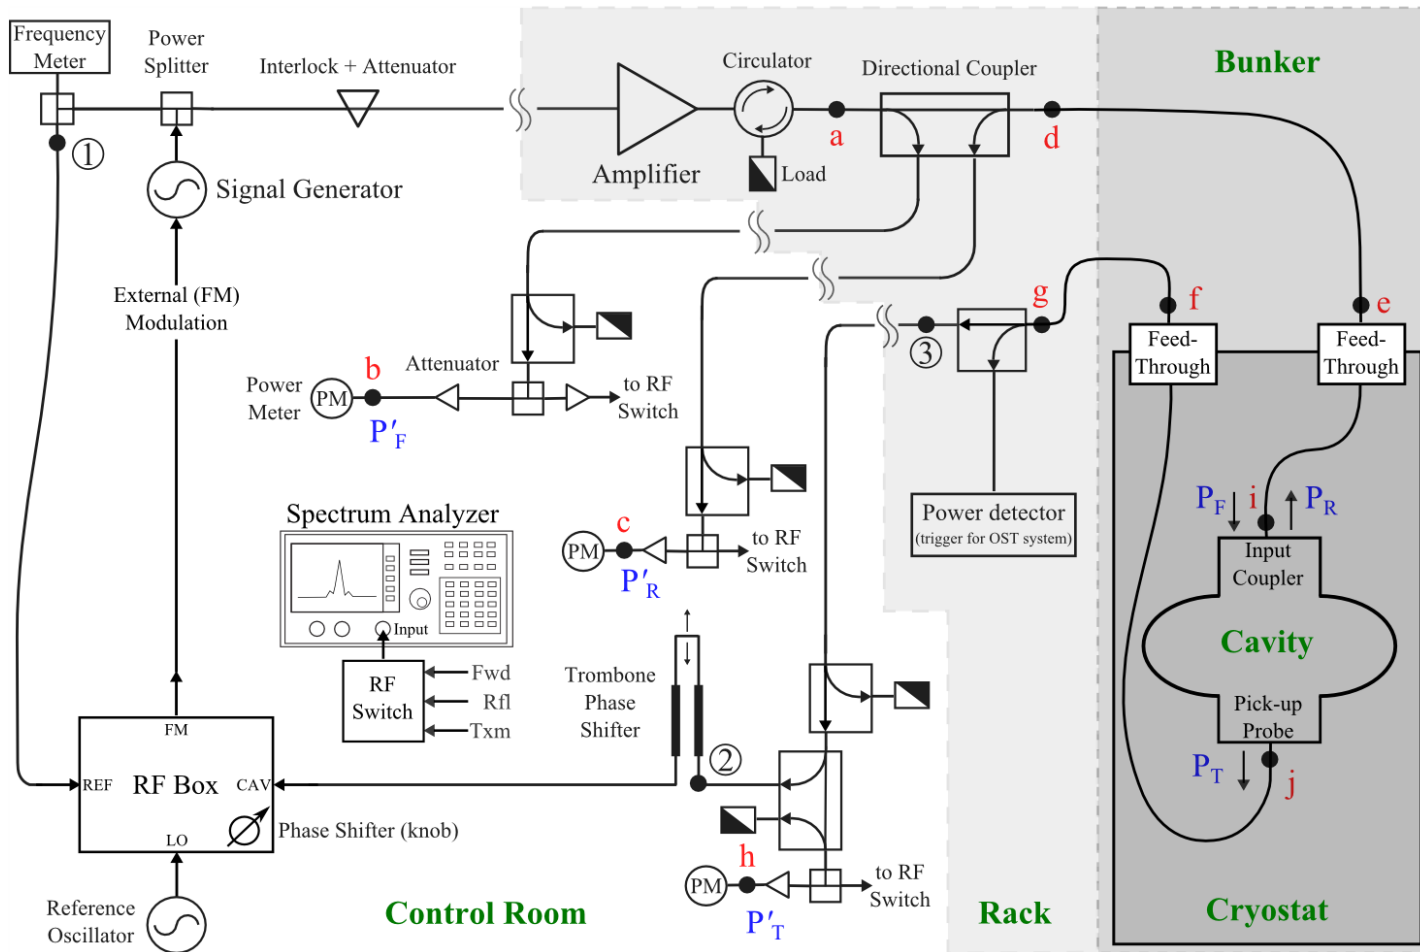 Frequency
Meter
Power
Splitter
Interlock + Attenuator
Circulator
Directional Coupler
Bunker
a
d
1
Amplifier
Load
Signal Generator
External (FM)
Modulation
g
f
e
3
Feed-
Through
Feed-
Through
Attenuator
b
Power
Meter
PM
to RF
Switch
P′F
Power detector
(trigger for OST system)
PF
i
PR
Spectrum Analyzer
c
PM
to RF
Switch
P′R
Input
Coupler
Input
Cavity
RF
Switch
Fwd
Rfl
Txm
Trombone
Phase
Shifter
Pick-up
Probe
2
PT
j
FM
REF
RF Box
CAV
LO
Phase Shifter (knob)
h
PM
to RF
Switch
P′T
Reference
Oscillator
Control Room
Rack
Cryostat